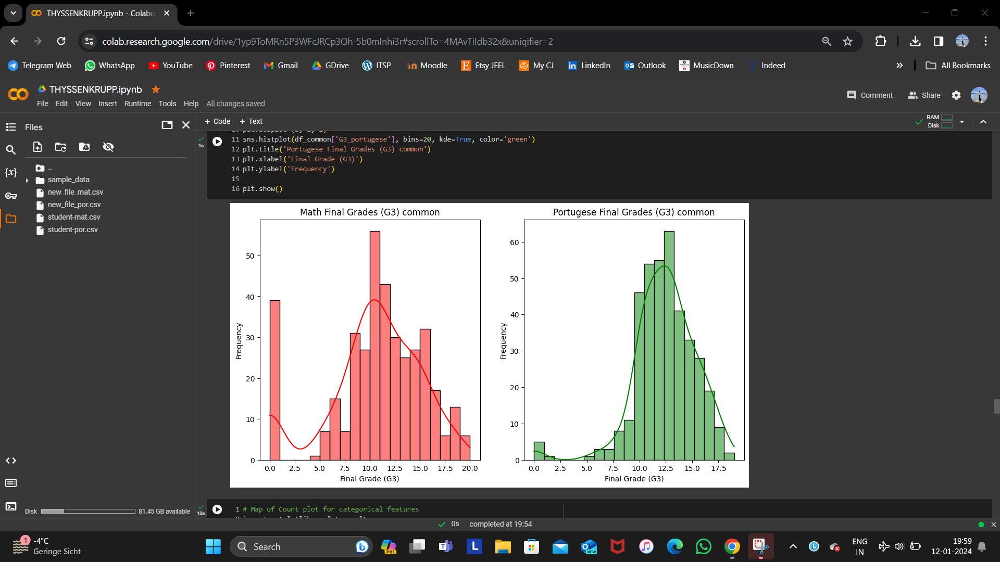 THYSSENKRUPP.ipynb - Colabo
colab.research.google.com/drive/1yp9ToMRn5P3WFcJRCp3Qh-5b0mInhi3r#scrollTo=4MAvTiIdb32x&uniqifier=2
Telegram Web WhatsApp YouTube Pinterest Gmail GDrive ITSP Moodle Etsy JEEL My CJ LinkedIn Outlook MusicDown Indeed » All Bookmarks
THYSSENKRUPP.ipynb
File Edit View Insert Runtime Tools Help All changes saved
Comment Share
Files
+ Code + Text
RAM
Disk
..
sample_data
new_file_mat.csv
new_file_por.csv
student-mat.csv
student-por.csv
{x}
1s
11 sns.histplot(df_common['G3_portugese'], bins=20, kde=True, color='green')
12 plt.title('Portugese Final Grades (G3) common')
13 plt.xlabel('Final Grade (G3)')
14 plt.ylabel('Frequency')
15
16 plt.show()
Math Final Grades (G3) common
50
40
30
20
10
0
Frequency
0.0 2.5 5.0 7.5 10.0 12.5 15.0 17.5 20.0
Final Grade (G3)
Portugese Final Grades (G3) common
60
50
40
30
20
10
0
Frequency
0.0 2.5 5.0 7.5 10.0 12.5 15.0 17.5
Final Grade (G3)
Disk 81.45 GB available
13s
1 # Map of Count plot for categorical features
0s completed at 19:54
1
-4°C
Geringe Sicht
Search
PRE
L
NEW
L
ENG
IN
19:59
12-01-2024